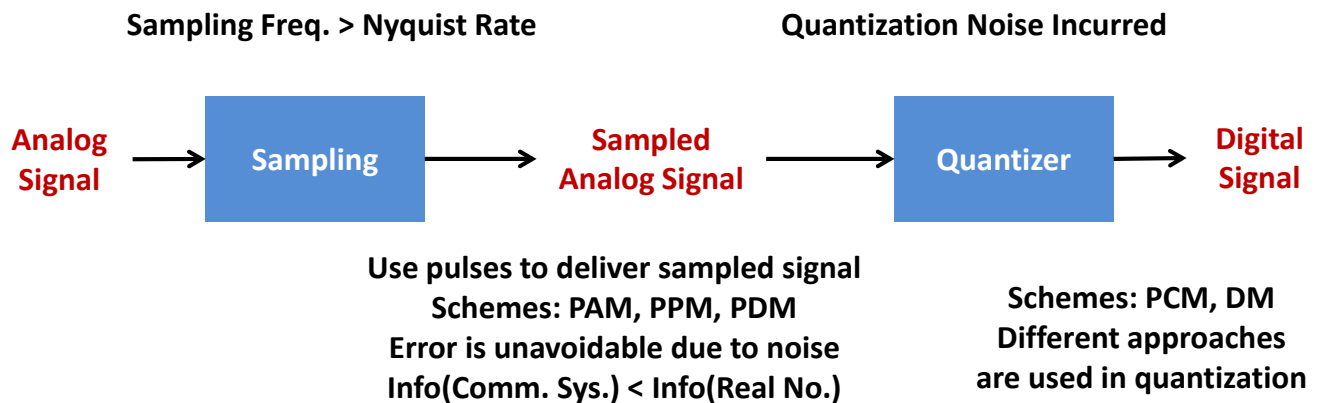 Sampling Freq. > Nyquist Rate
Quantization Noise Incurred
Analog
Signal
Sampling
Sampled
Analog Signal
Quantizer
Digital
Signal
Use pulses to deliver sampled signal
Schemes: PAM, PPM, PDM
Error is unavoidable due to noise
Info(Comm. Sys.) < Info(Real No.)
Schemes: PCM, DM
Different approaches
are used in quantization